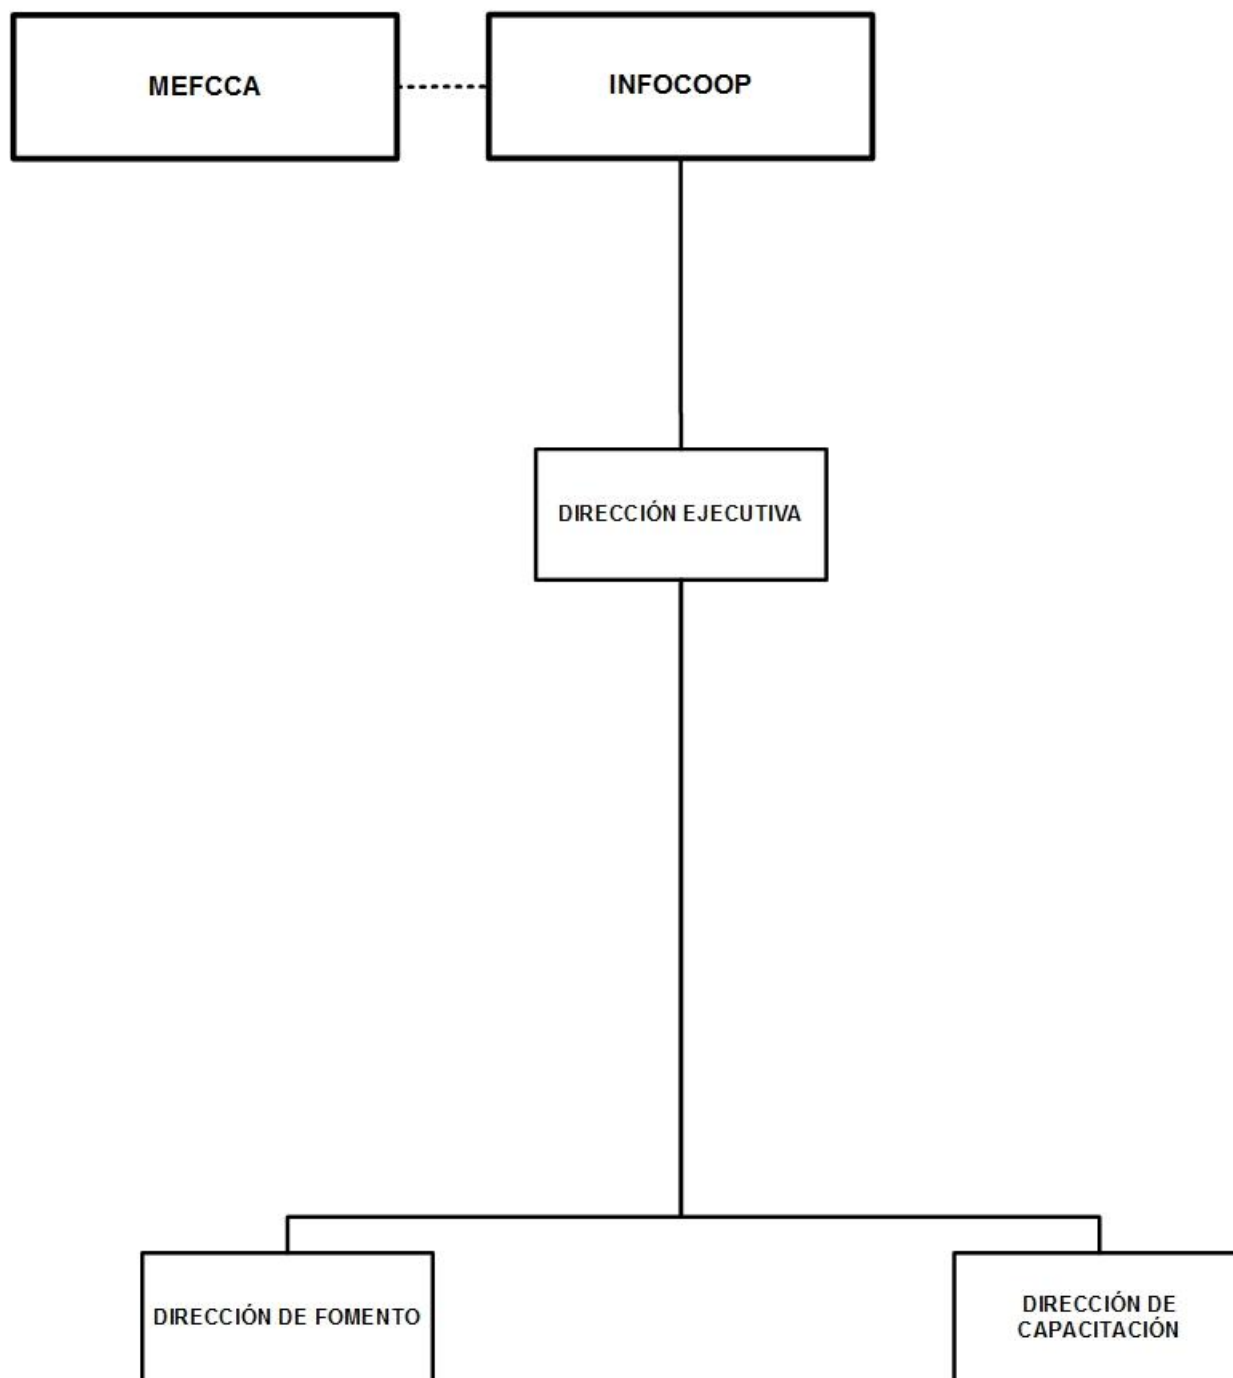 MEFCCA
INFOCOOP
DIRECCIÓN EJECUTIVA
DIRECCIÓN DE FOMENTO
DIRECCIÓN DE
CAPACITACIÓN